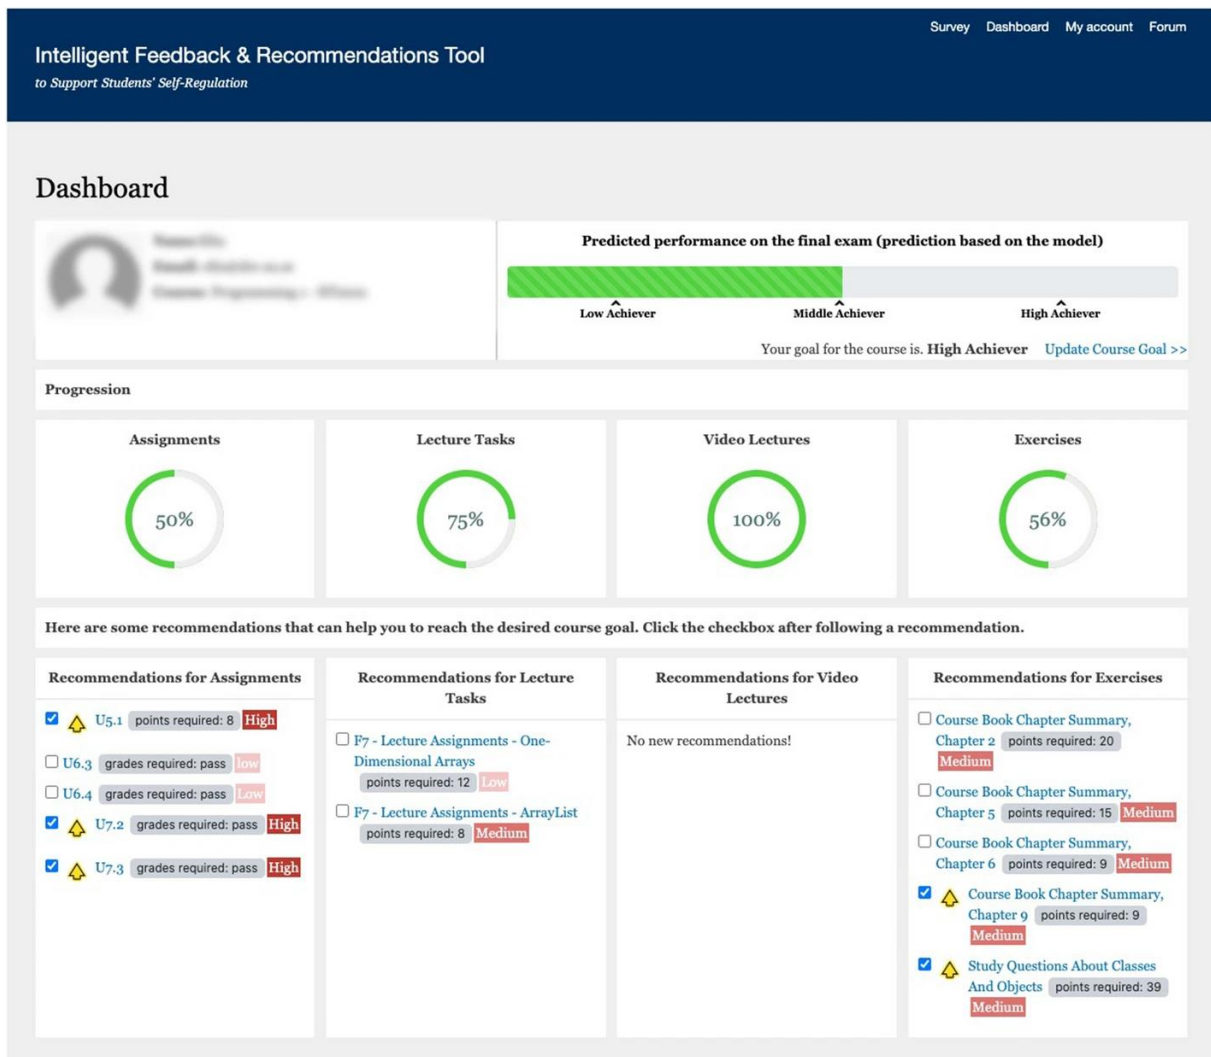 Survey Dashboard My account Forum
Intelligent Feedback & Recommendations Tool
to Support Students' Self-Regulation
Dashboard
Predicted performance on the final exam (prediction based on the model)
Low Achiever Middle Achiever High Achiever
Your goal for the course is. High Achiever Update Course Goal >>
Progression
Assignments
50%
Lecture Tasks
75%
Video Lectures
100%
Exercises
56%
Here are some recommendations that can help you to reach the desired course goal. Click the checkbox after following a recommendation.
Recommendations for Assignments
U5.1 points required: 8 High
U6.3 grades required: pass low
U6.4 grades required: pass Low
U7.2 grades required: pass High
U7.3 grades required: pass High
Recommendations for Lecture
Tasks
F7 - Lecture Assignments - One-
Dimensional Arrays
points required: 12 Low
F7 - Lecture Assignments - ArrayList
points required: 8 Medium
Recommendations for Video
Lectures
No new recommendations!
Recommendations for Exercises
Course Book Chapter Summary,
Chapter 2 points required: 20
Medium
Course Book Chapter Summary,
Chapter 5 points required: 15 Medium
Course Book Chapter Summary,
Chapter 6 points required: 9 Medium
Course Book Chapter Summary,
Chapter 9 points required: 9
Medium
Study Questions About Classes
And Objects points required: 39
Medium